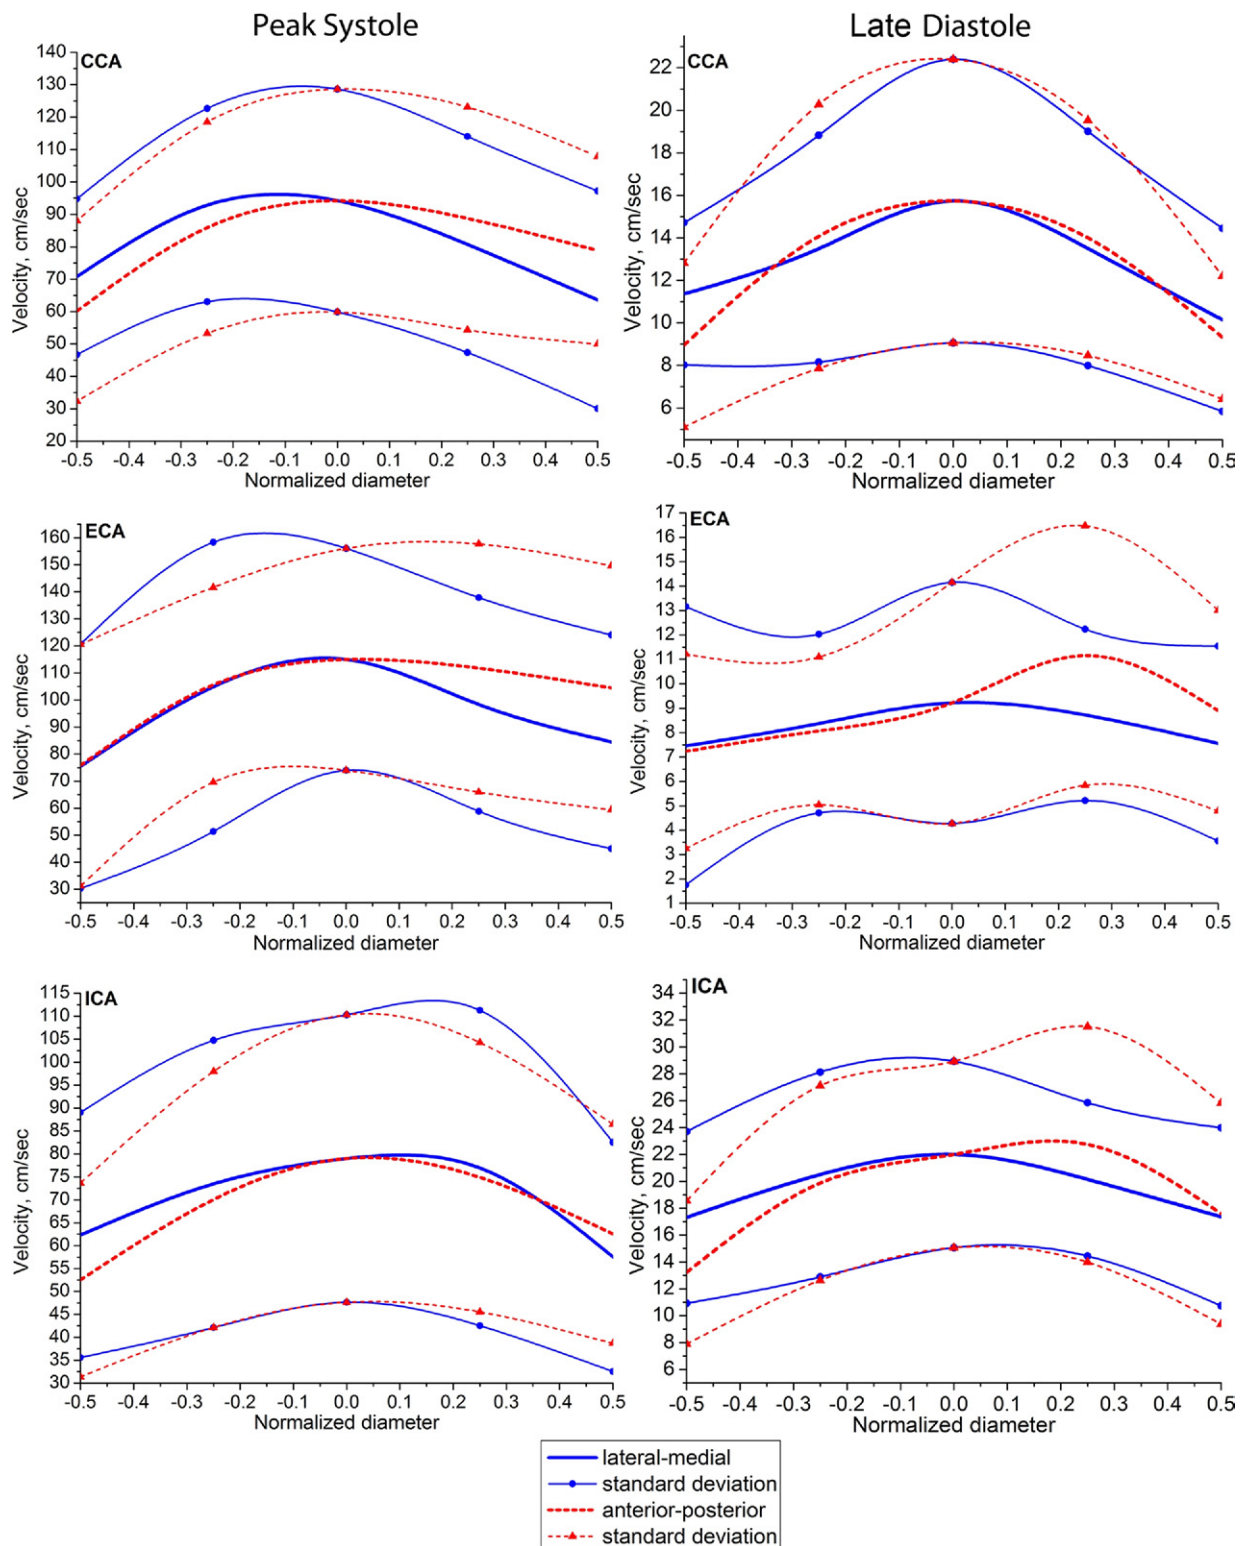 Peak Systole
Late Diastole
CCA
140
130
120
110
100
90
80
70
60
50
40
30
20
Velocity, cm/sec
-0.5 -0.4 -0.3 -0.2 -0.1 0.0 0.1 0.2 0.3 0.4 0.5
Normalized diameter
CCA
22
20
18
16
14
12
10
8
6
Velocity, cm/sec
-0.5 -0.4 -0.3 -0.2 -0.1 0.0 0.1 0.2 0.3 0.4 0.5
Normalized diameter
ECA
160
150
140
130
120
110
100
90
80
70
60
50
40
30
Velocity, cm/sec
-0.5 -0.4 -0.3 -0.2 -0.1 0.0 0.1 0.2 0.3 0.4 0.5
Normalized diameter
ECA
17
16
15
14
13
12
11
10
9
8
7
6
5
4
3
2
1
Velocity, cm/sec
-0.5 -0.4 -0.3 -0.2 -0.1 0.0 0.1 0.2 0.3 0.4 0.5
Normalized diameter
ICA
115
110
105
100
95
90
85
80
75
70
65
60
55
50
45
40
35
30
Velocity, cm/sec
-0.5 -0.4 -0.3 -0.2 -0.1 0.0 0.1 0.2 0.3 0.4 0.5
Normalized diameter
ICA
34
32
30
28
26
24
22
20
18
16
14
12
10
8
6
Velocity, cm/sec
-0.5 -0.4 -0.3 -0.2 -0.1 0.0 0.1 0.2 0.3 0.4 0.5
Normalized diameter
lateral-medial
standard deviation
anterior-posterior
standard deviation